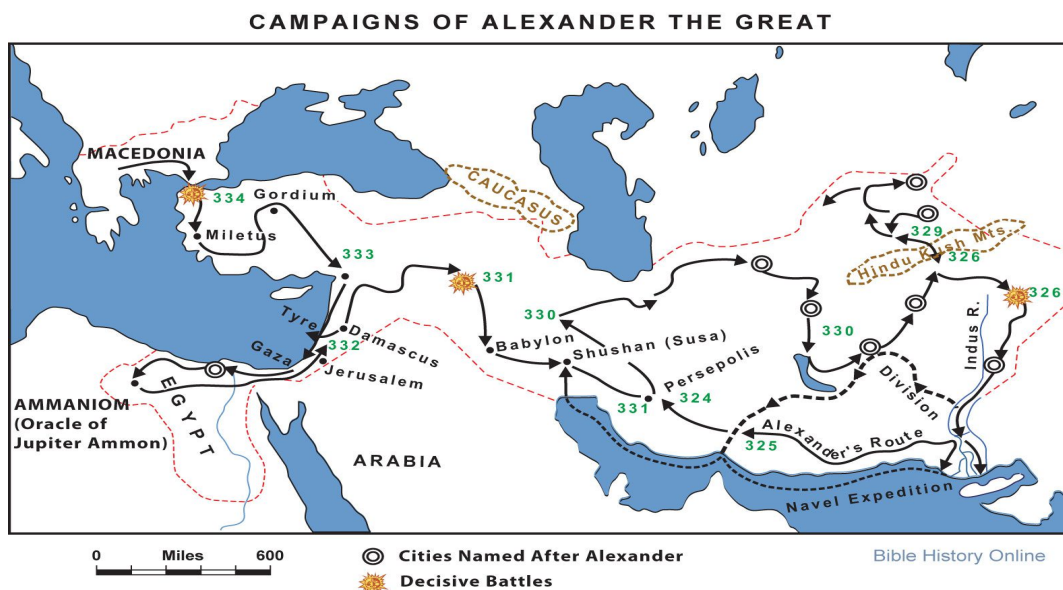 CAMPAIGNS OF ALEXANDER THE GREAT
MACEDONIA
334
Gordium
Miletus
333
CAUCASUS
331
Tyre
332
Damascus
Gaza
Jerusalem
EGYPT
AMMANIOM
(Oracle of
Jupiter Ammon)
ARABIA
Babylon
330
Shushan (Susa)
331
Persepolis
324
325
330
329
Hindu Kush Mts.
326
326
Indus R.
Division
Alexander's Route
Navel Expedition
0 Miles 600
Cities Named After Alexander
Decisive Battles
Bible History Online